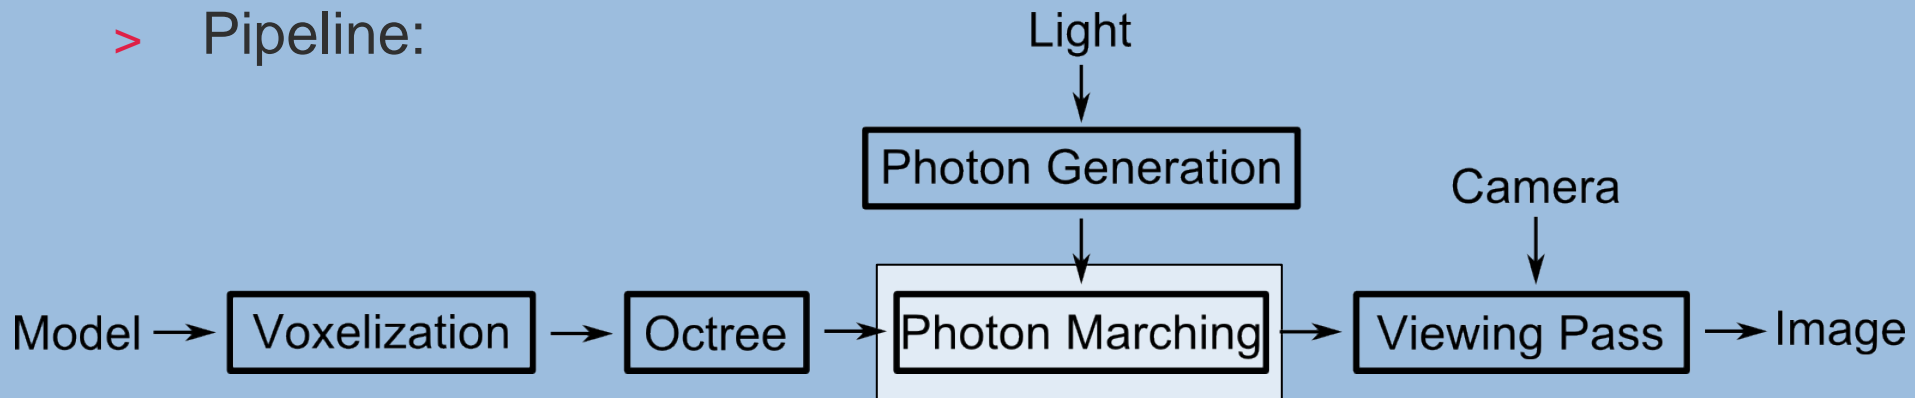 > Pipeline:
Light
Photon Generation
Camera
Model Voxelization Octree Photon Marching Viewing Pass Image